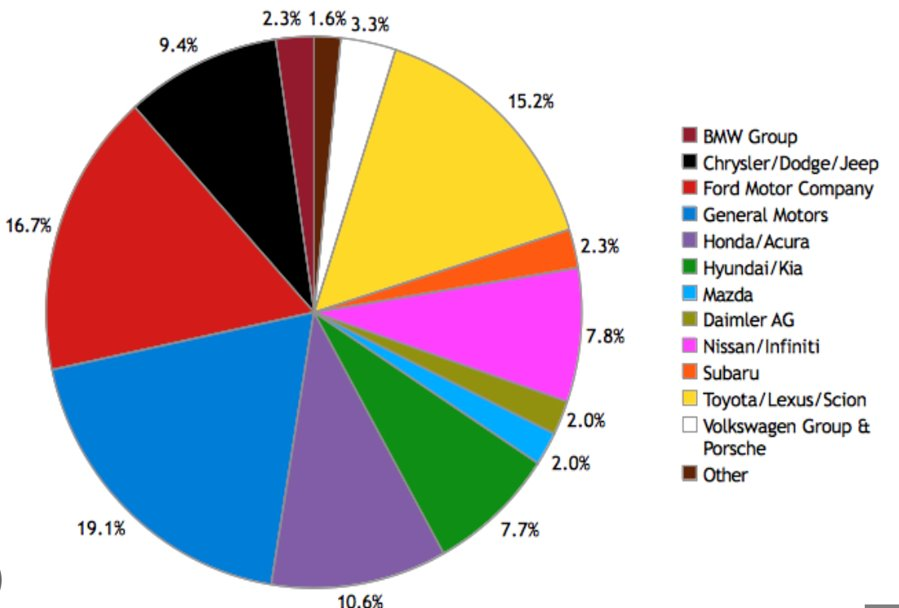 2.3% 1.6% 3.3%
9.4%
15.2%
16.7%
2.3%
7.8%
2.0%
2.0%
7.7%
19.1%
10.6%
BMW Group
Chrysler/Dodge/Jeep
Ford Motor Company
General Motors
Honda/Acura
Hyundai/Kia
Mazda
Daimler AG
Nissan/Infiniti
Subaru
Toyota/Lexus/Scion
Volkswagen Group &
Porsche
Other